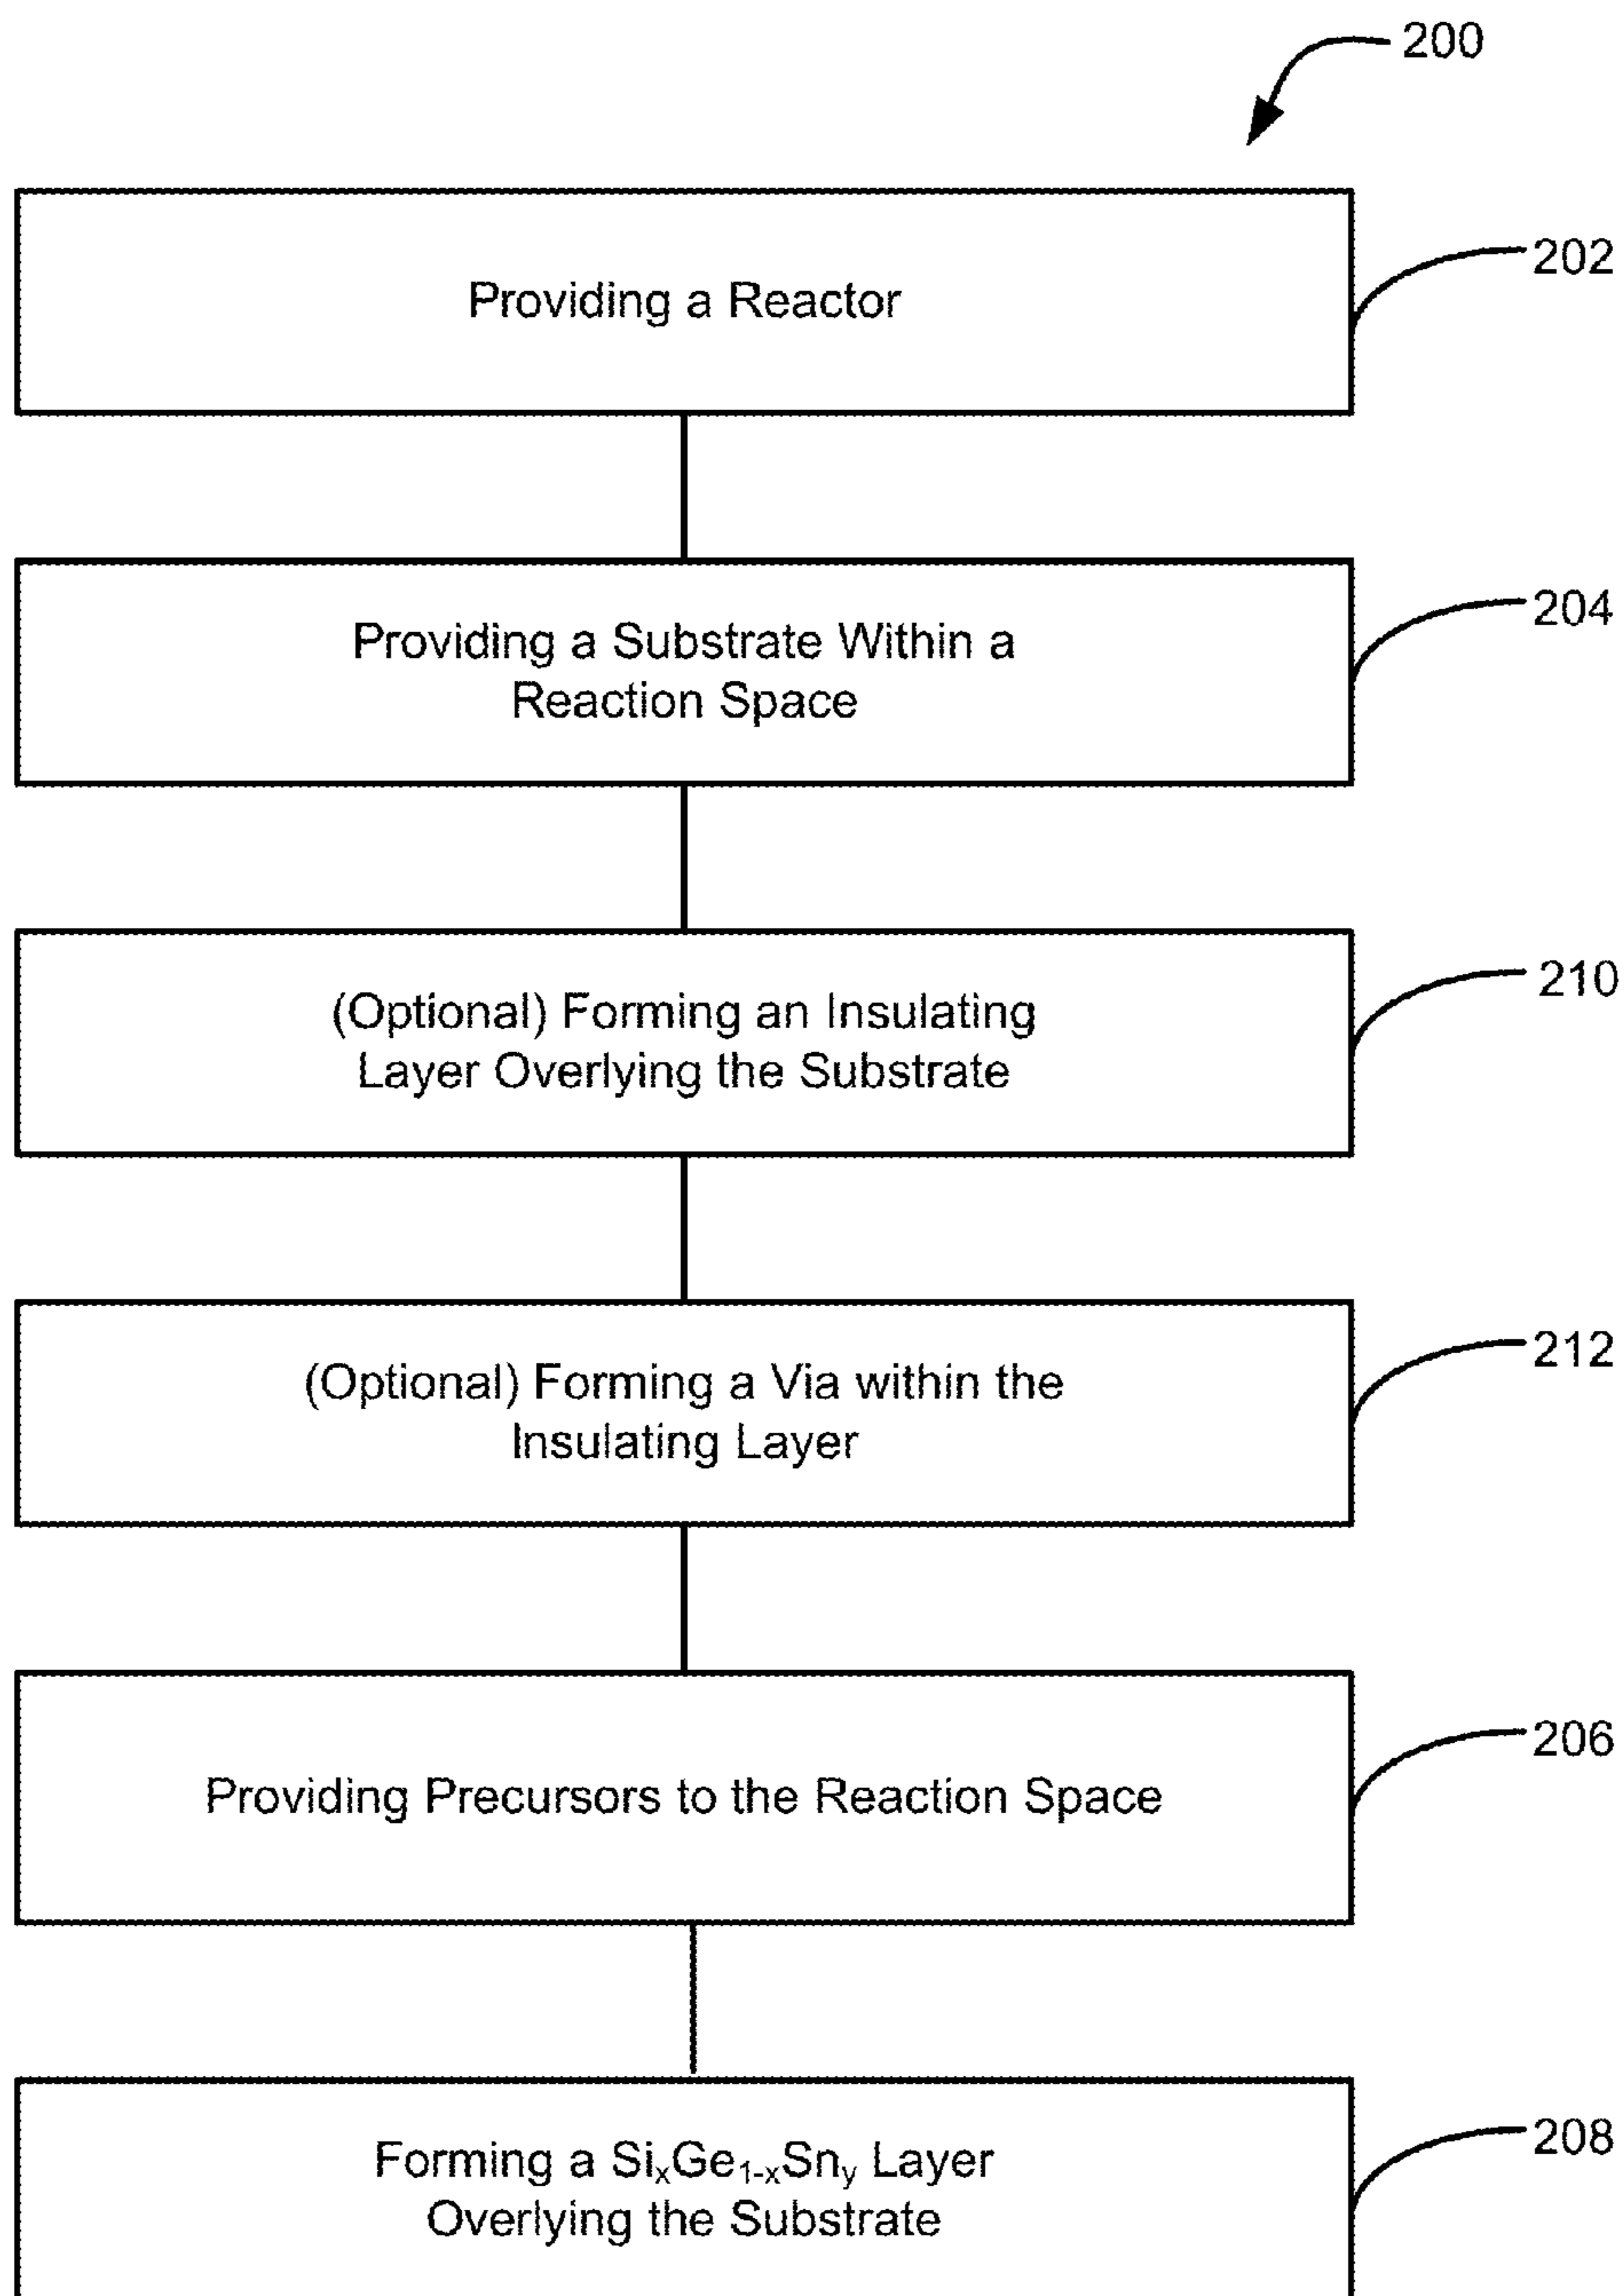 200
Providing a Reactor
202
Providing a Substrate Within a
Reaction Space
204
(Optional) Forming an Insulating
Layer Overlying the Substrate
210
(Optional) Forming a Via within the
Insulating Layer
212
Providing Precursors to the Reaction Space
206
Forming a SiₓGe₁₋ₓSnᵧ Layer
Overlying the Substrate
208